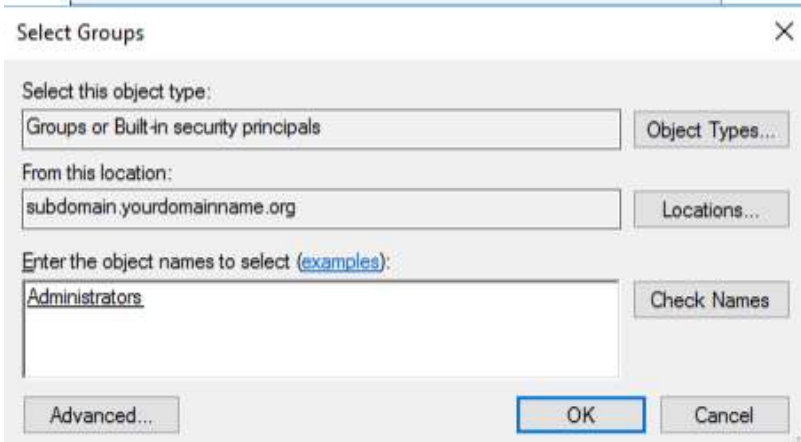 Select Groups
Select this object type:
Groups or Built-in security principals
Object Types...
From this location:
subdomain.yourdomainname.org
Locations...
Enter the object names to select (examples):
Administrators
Check Names
Advanced...
OK
Cancel